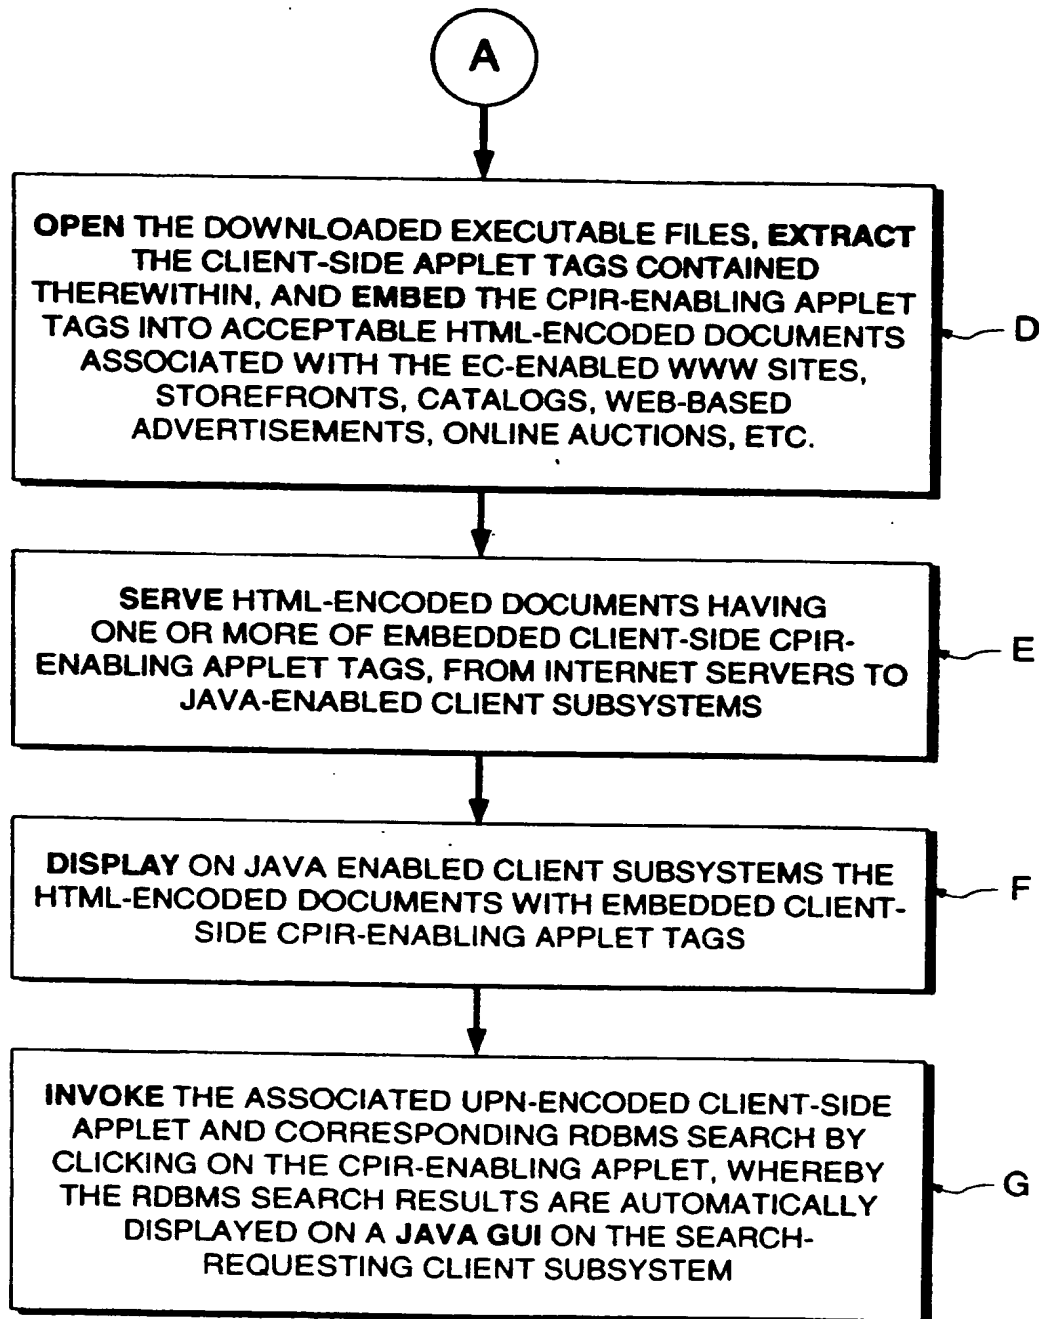 A
OPEN THE DOWNLOADED EXECUTABLE FILES, EXTRACT
THE CLIENT-SIDE APPLET TAGS CONTAINED
THEREWITHIN, AND EMBED THE CPIR-ENABLING APPLET
TAGS INTO ACCEPTABLE HTML-ENCODED DOCUMENTS
ASSOCIATED WITH THE EC-ENABLED WWW SITES,
STOREFRONTS, CATALOGS, WEB-BASED
ADVERTISEMENTS, ONLINE AUCTIONS, ETC.
D
SERVE HTML-ENCODED DOCUMENTS HAVING
ONE OR MORE OF EMBEDDED CLIENT-SIDE CPIR-
ENABLING APPLET TAGS, FROM INTERNET SERVERS TO
JAVA-ENABLED CLIENT SUBSYSTEMS
E
DISPLAY ON JAVA ENABLED CLIENT SUBSYSTEMS THE
HTML-ENCODED DOCUMENTS WITH EMBEDDED CLIENT-
SIDE CPIR-ENABLING APPLET TAGS
F
INVOKE THE ASSOCIATED UPN-ENCODED CLIENT-SIDE
APPLET AND CORRESPONDING RDBMS SEARCH BY
CLICKING ON THE CPIR-ENABLING APPLET, WHEREBY
THE RDBMS SEARCH RESULTS ARE AUTOMATICALLY
DISPLAYED ON A JAVA GUI ON THE SEARCH-
REQUESTING CLIENT SUBSYSTEM
G